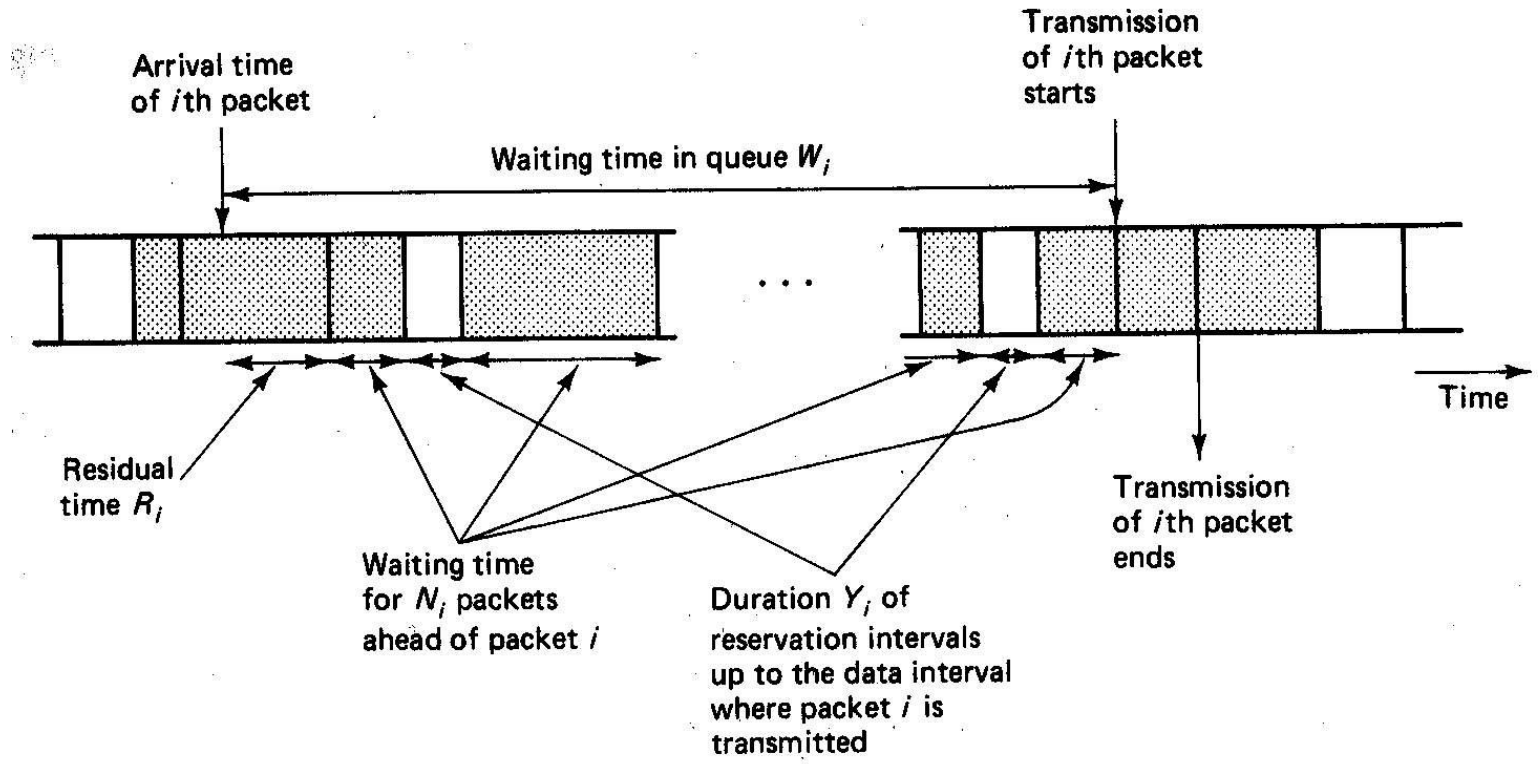 Arrival time
of ith packet
Transmission
of ith packet
starts
Waiting time in queue Wi
. . .
Time
Residual
time Ri
Waiting time
for Ni packets
ahead of packet i
Duration Yi of
reservation intervals
up to the data interval
where packet i is
transmitted
Transmission
of ith packet
ends